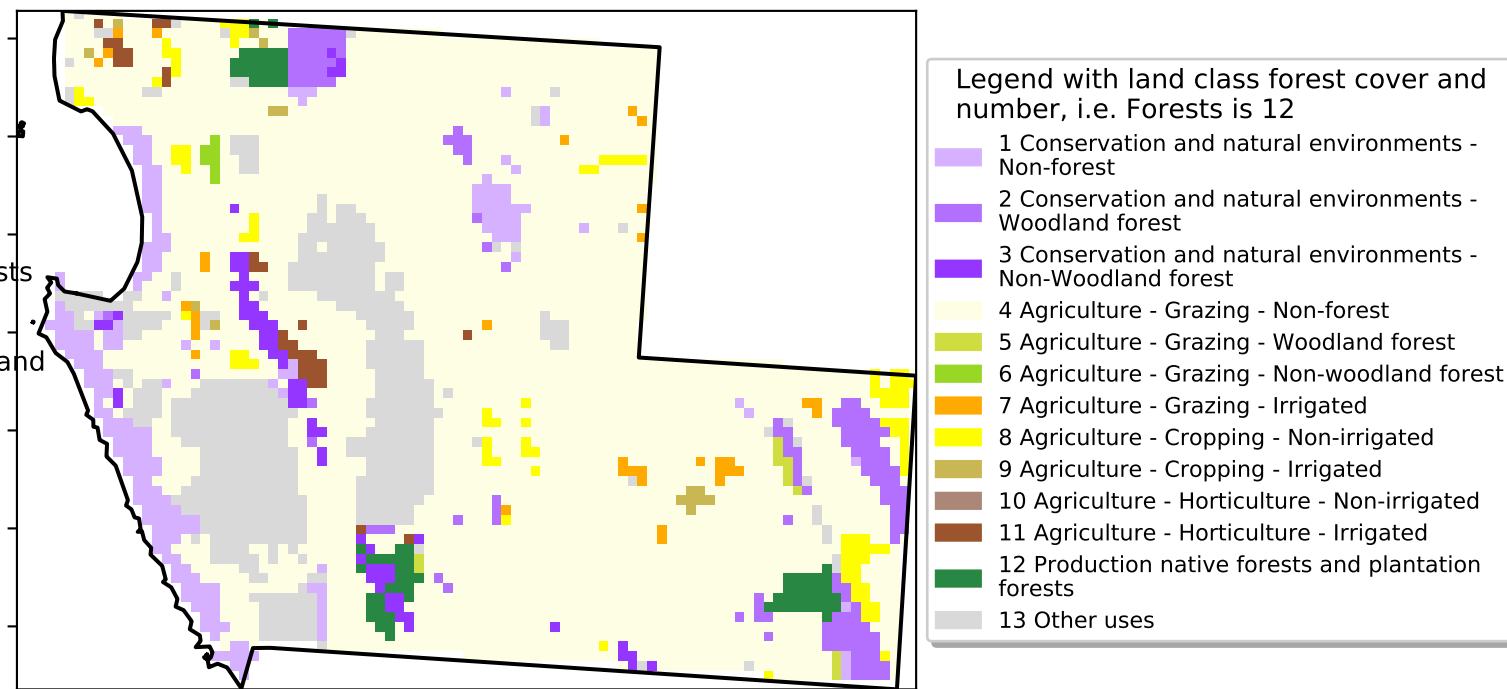 Legend with land class forest cover and
number, i.e. Forests is 12
1 Conservation and natural environments -
Non-forest
2 Conservation and natural environments -
Woodland forest
3 Conservation and natural environments -
Non-Woodland forest
4 Agriculture - Grazing - Non-forest
5 Agriculture - Grazing - Woodland forest
6 Agriculture - Grazing - Non-woodland forest
7 Agriculture - Grazing - Irrigated
8 Agriculture - Cropping - Non-irrigated
9 Agriculture - Cropping - Irrigated
10 Agriculture - Horticulture - Non-irrigated
11 Agriculture - Horticulture - Irrigated
12 Production native forests and plantation
forests
13 Other uses
sts
and